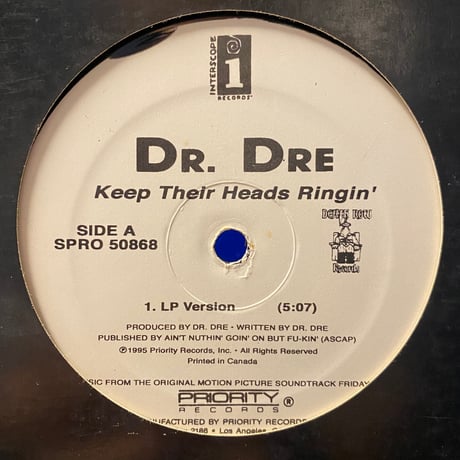 INTERSCOPE
RECORDS
DR. DRE
Keep Their Heads Ringin'
SIDE A
SPRO 50868
DEATH ROW
Records
1. LP Version (5:07)
PRODUCED BY DR. DRE • WRITTEN BY DR. DRE
PUBLISHED BY AIN'T NUTHIN' GOIN' ON BUT FU-KIN' (ASCAP)
℗1995 Priority Records, Inc. • All Rights Reserved
Printed in Canada
FROM THE ORIGINAL MOTION PICTURE SOUNDTRACK FRIDAY
PRIORITY
RECORDS ®
BY PRIORITY RECORDS
Los Angeles,